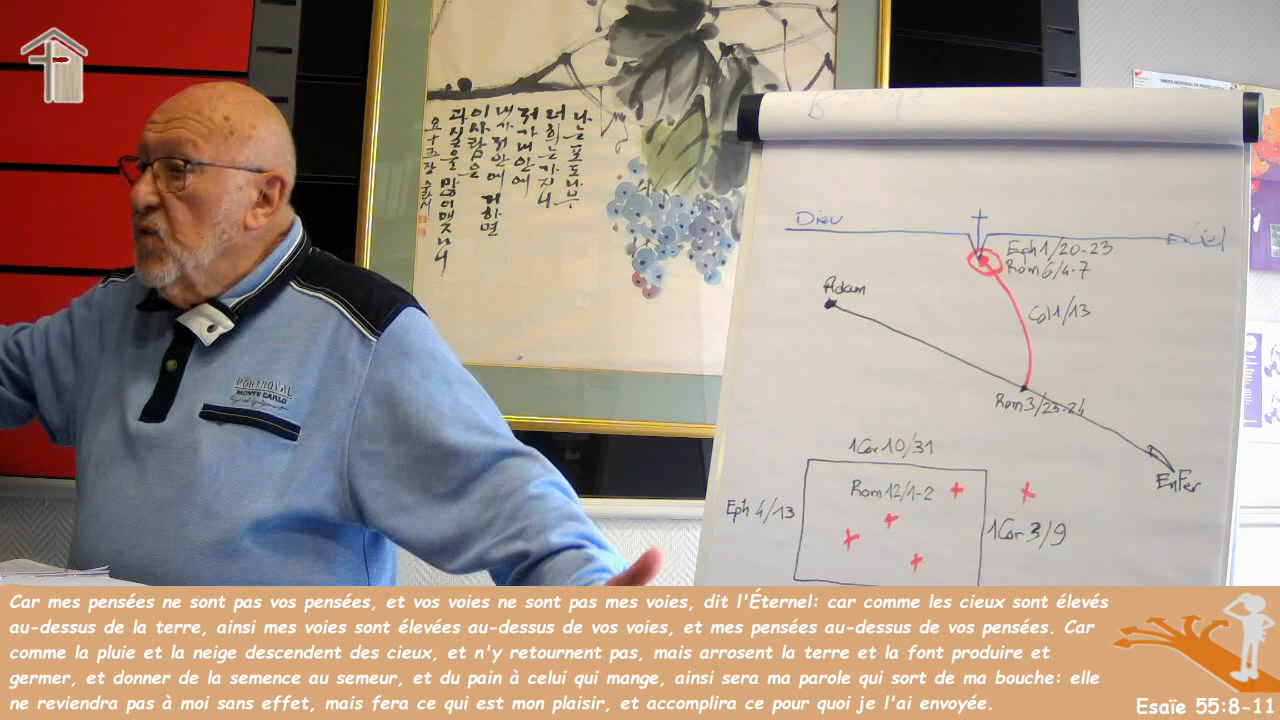 나는 포도나무
너희는 가지니
저가 내 안에
내가 저 안에 거하면
이 사람은
과실을 많이 맺나니
요 十五장 五절
Dieu
Eph 1/20-23
Rom 6/4-7
Adam
Col 1/13
Rom 3/23-24
Enfer
1Cor 10/31
Rom 12/1-2
Eph 4/13
1Cor 3/9
MONTE CARLO
Car mes pensées ne sont pas vos pensées, et vos voies ne sont pas mes voies, dit l'Éternel: car comme les cieux sont élevés
au-dessus de la terre, ainsi mes voies sont élevées au-dessus de vos voies, et mes pensées au-dessus de vos pensées. Car
comme la pluie et la neige descendent des cieux, et n'y retournent pas, mais arrosent la terre et la font produire et
germer, et donner de la semence au semeur, et du pain à celui qui mange, ainsi sera ma parole qui sort de ma bouche: elle
ne reviendra pas à moi sans effet, mais fera ce qui est mon plaisir, et accomplira ce pour quoi je l'ai envoyée.
Esaïe 55:8-11